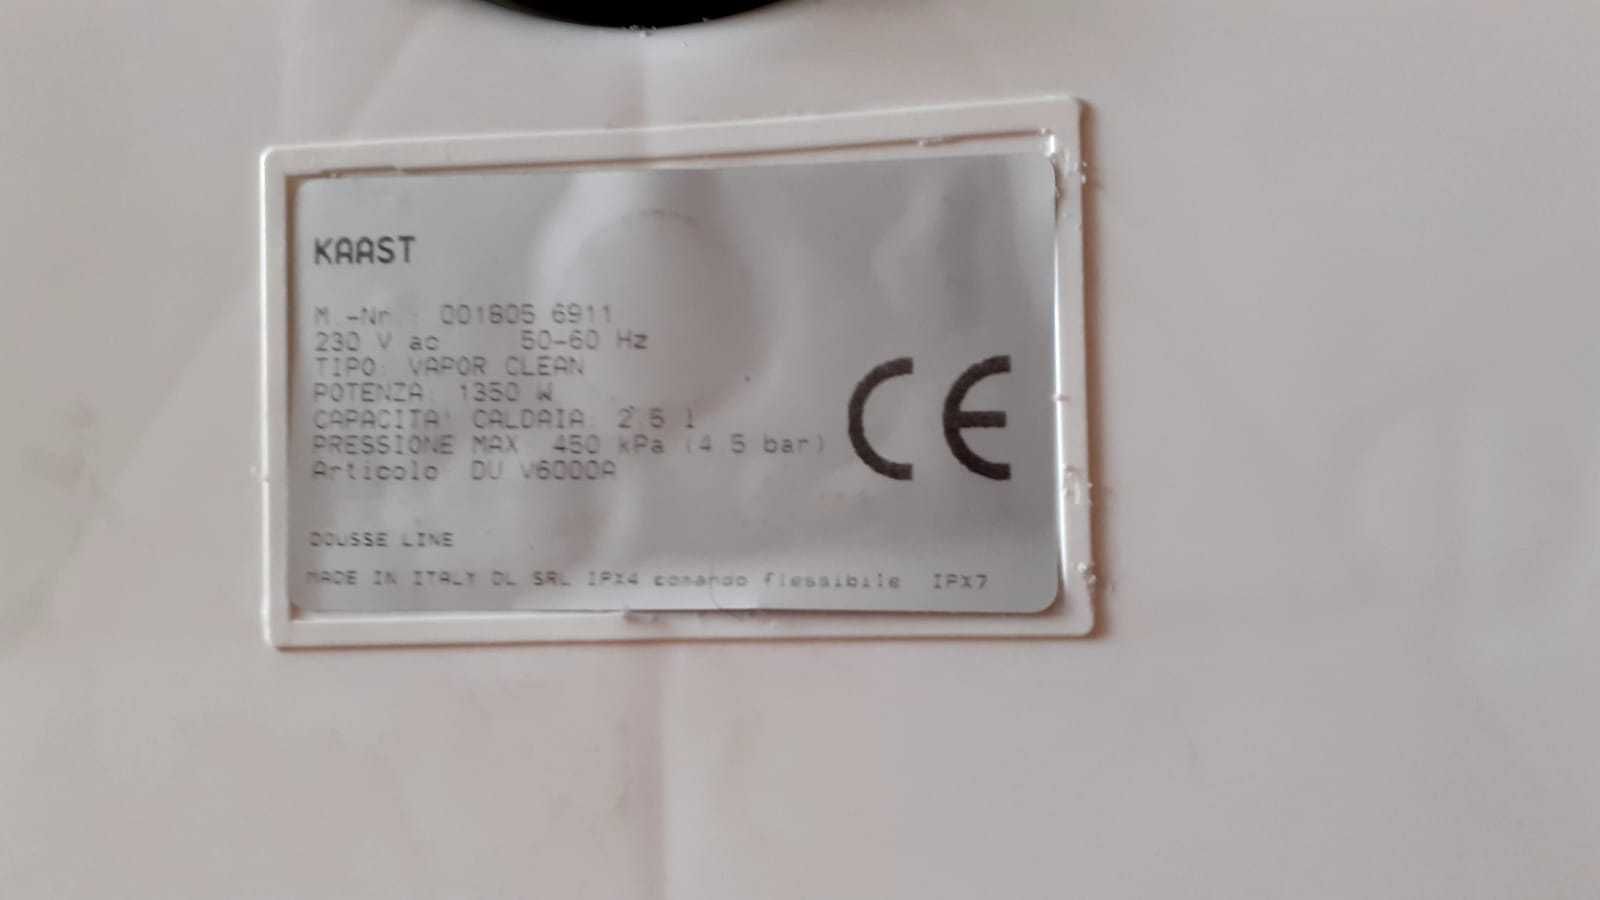 KAAST
M.-Nr.: 001805 6911
230 V ac 50-60 Hz
TIPO: VAPOR CLEAN
POTENZA: 1350 W
CAPACITA' CALDAIA: 2.5 l
PRESSIONE MAX. 450 kPa (4.5 bar)
Articolo DU V6000A
DOUSSE LINE
MADE IN ITALY DL SRL IPX4 comando flessibile IPX7
CE